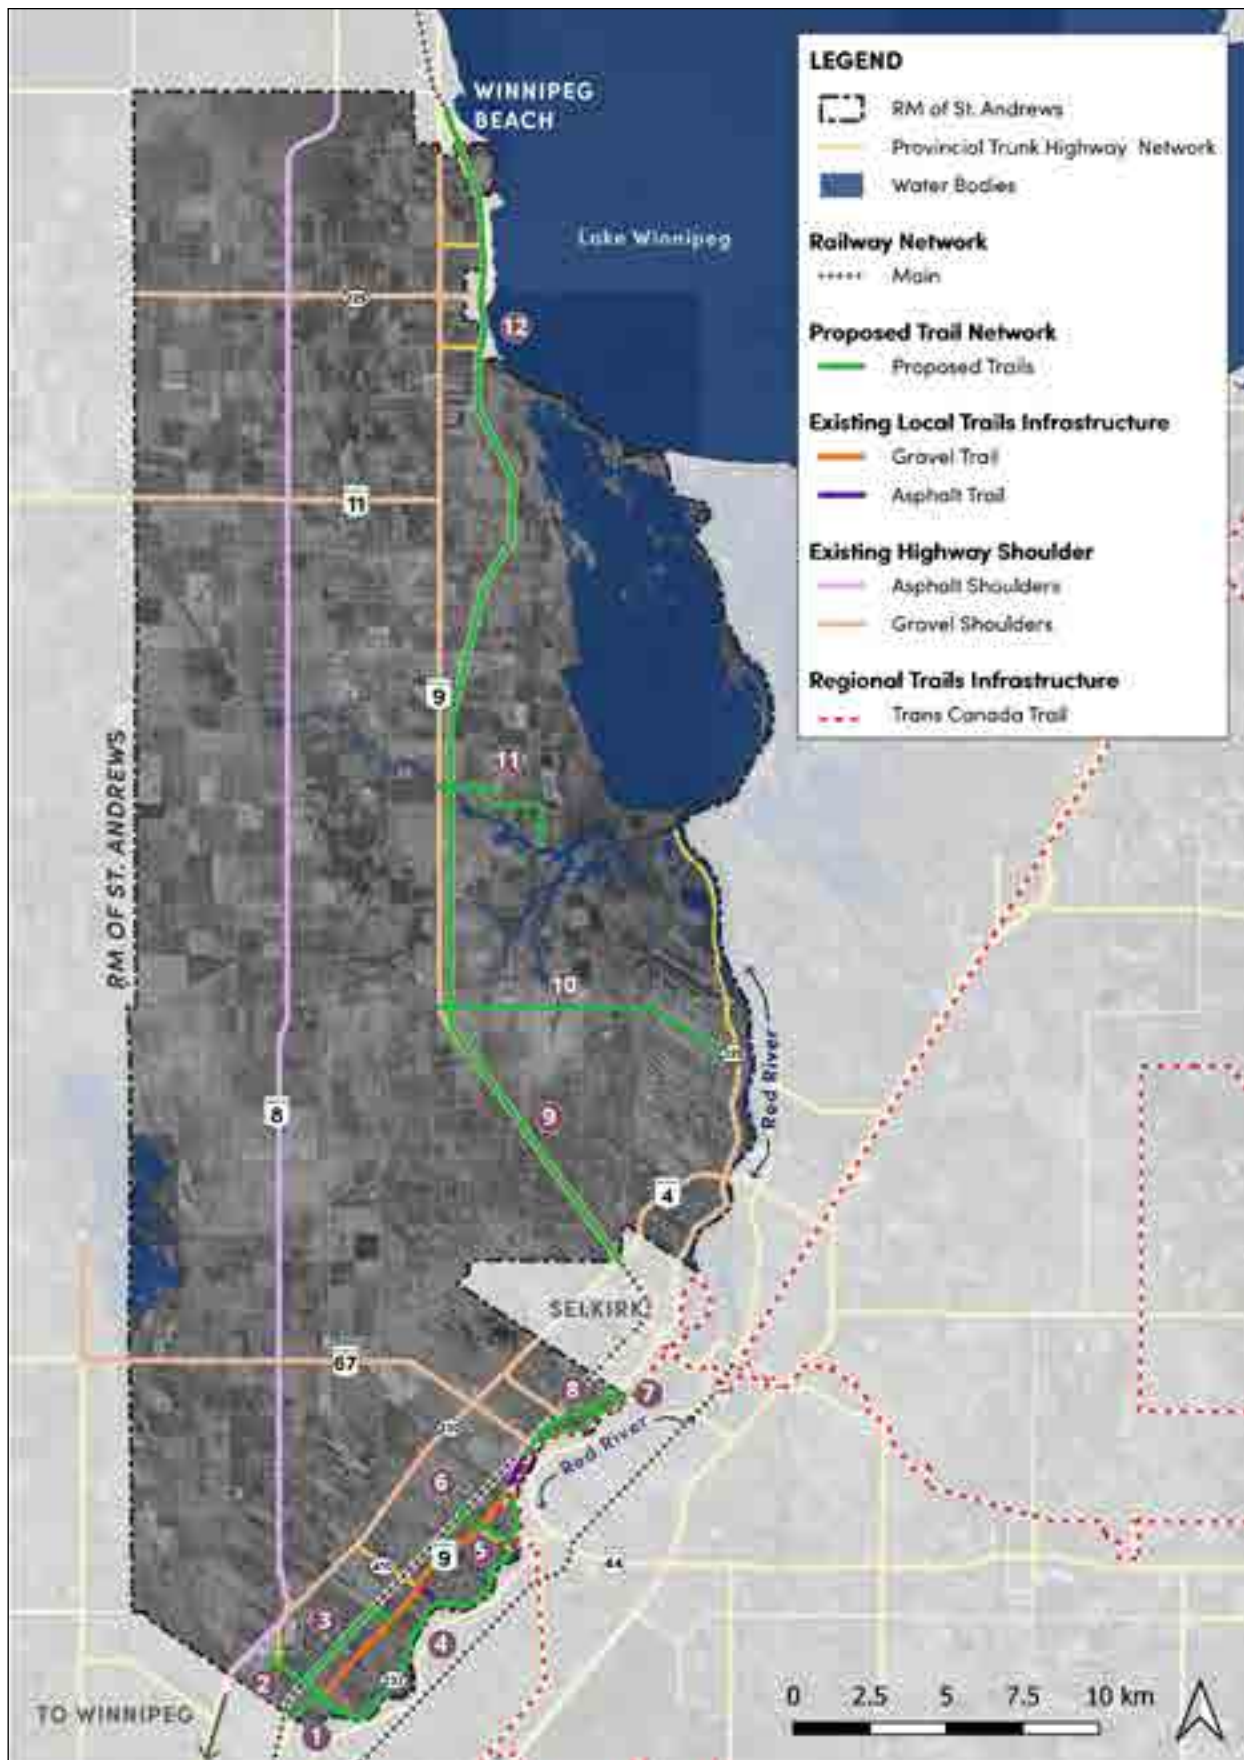 WINNIPEG
BEACH
Lake Winnipeg
12
11
9
11
RM OF ST. ANDREWS
10
Red River
9
8
4
SELKIRK
67
8
7
Red River
6
9
5
44
3
4
2
1
TO WINNIPEG
LEGEND
RM of St. Andrews
Provincial Trunk Highway Network
Water Bodies
Railway Network
Main
Proposed Trail Network
Proposed Trails
Existing Local Trails Infrastructure
Gravel Trail
Asphalt Trail
Existing Highway Shoulder
Asphalt Shoulders
Gravel Shoulders
Regional Trails Infrastructure
Trans Canada Trail
0 2.5 5 7.5 10 km